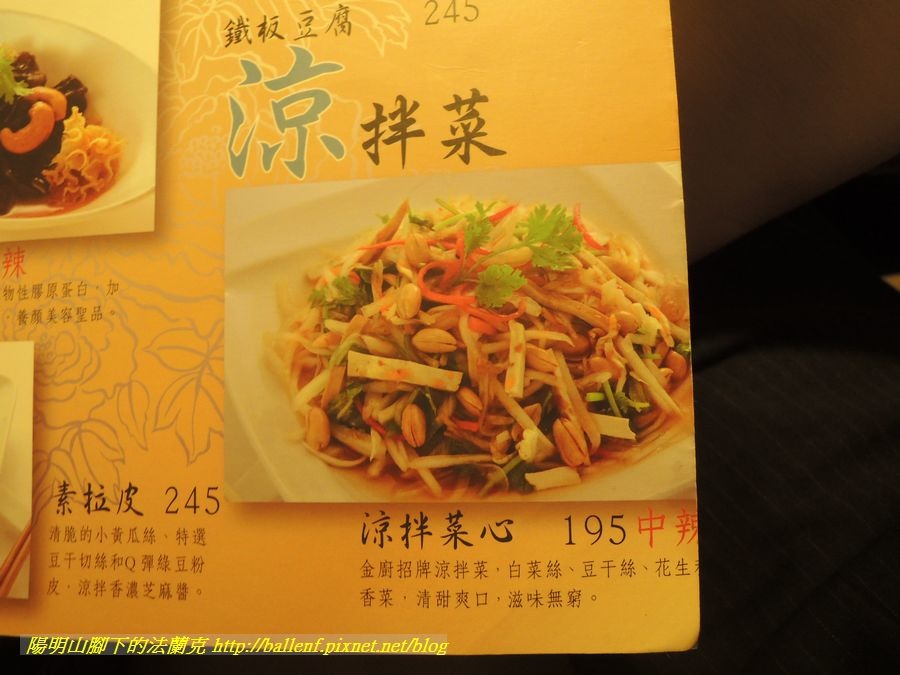 鐵板豆腐 245
涼拌菜
辣
物性膠原蛋白，加
，養顏美容聖品。
素拉皮 245
清脆的小黃瓜絲、特選
豆干切絲和Q彈綠豆粉
皮，涼拌香濃芝麻醬。
涼拌菜心 195 中辣
金廚招牌涼拌菜，白菜絲、豆干絲、花生
香菜，清甜爽口，滋味無窮。
陽明山腳下的法蘭克 http://ballenf.pixnet.net/blog